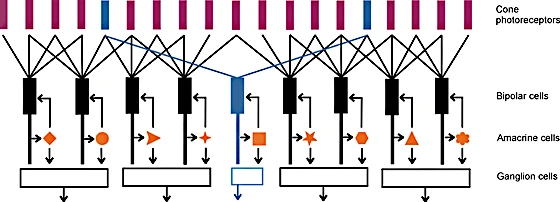 Cone
photoreceptors
Bipolar cells
Amacrine cells
Ganglion cells